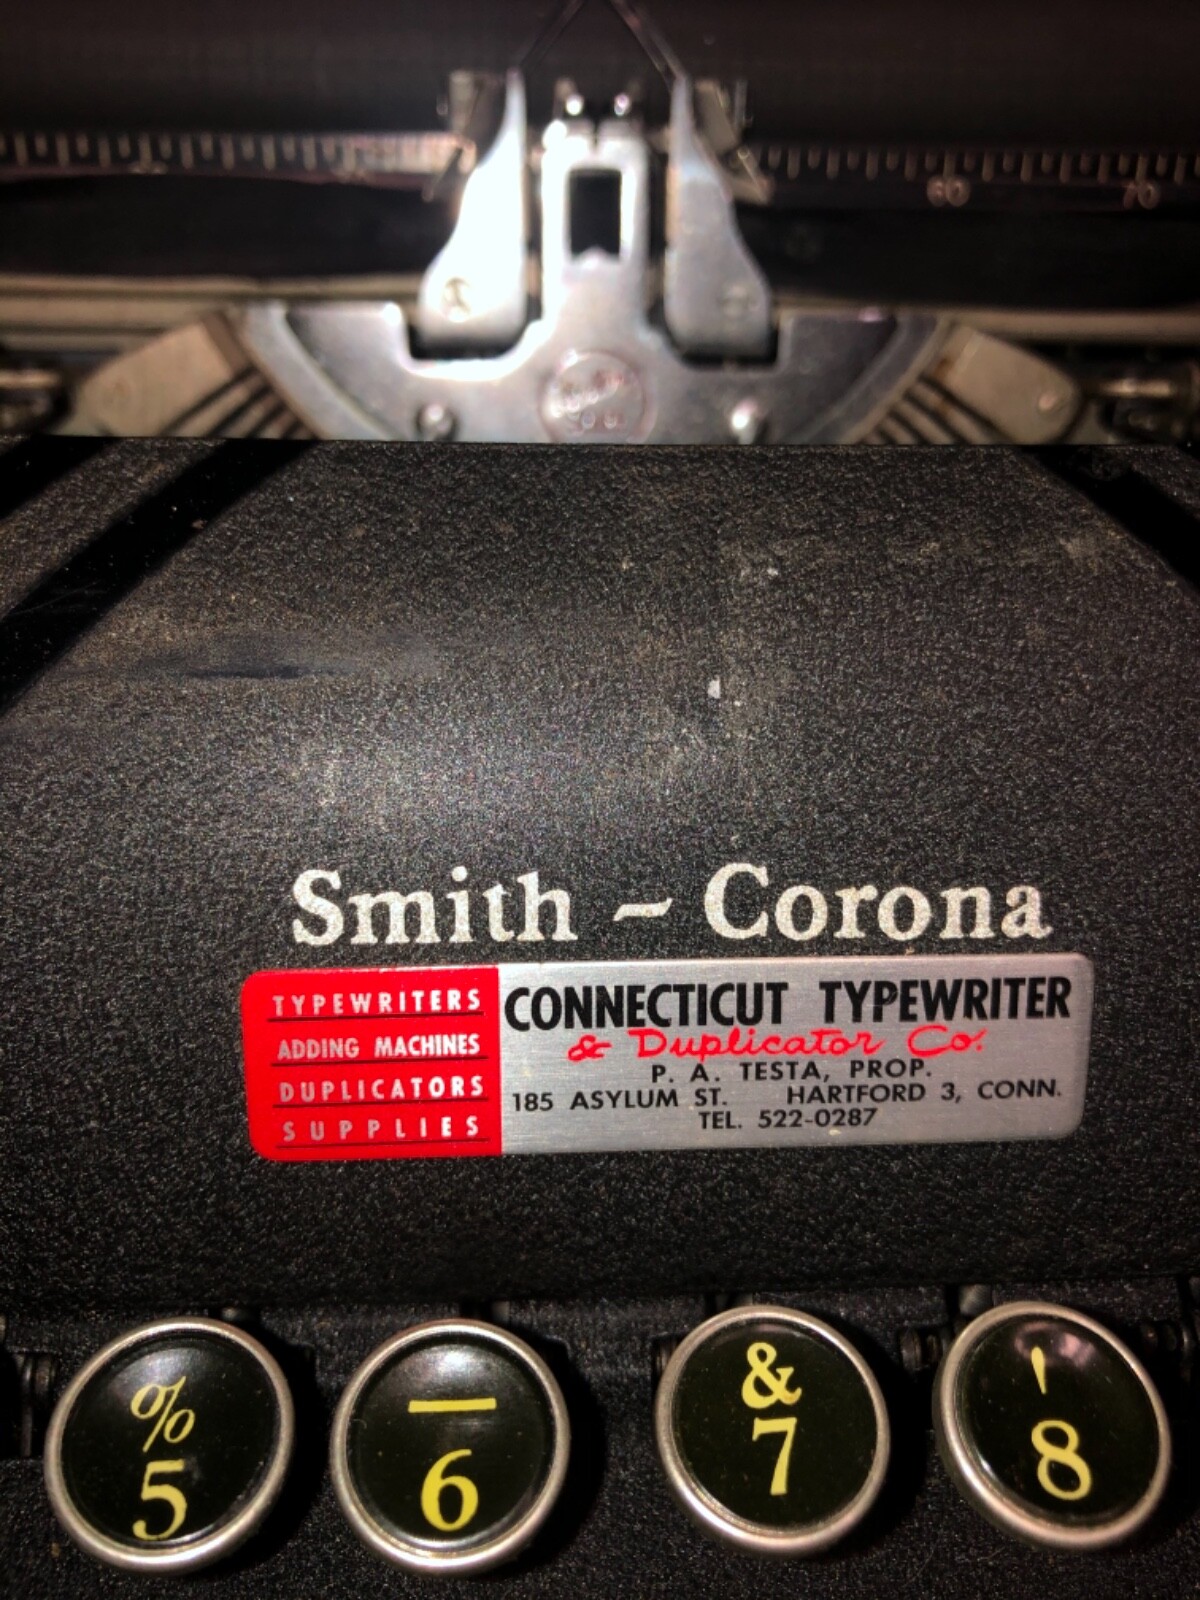 60 70
Smith - Corona
TYPEWRITERS
ADDING MACHINES
DUPLICATORS
SUPPLIES
CONNECTICUT TYPEWRITER
& Duplicator Co.
P. A. TESTA, PROP.
185 ASYLUM ST. HARTFORD 3, CONN.
TEL. 522-0287
% _ & '
5 6 7 8